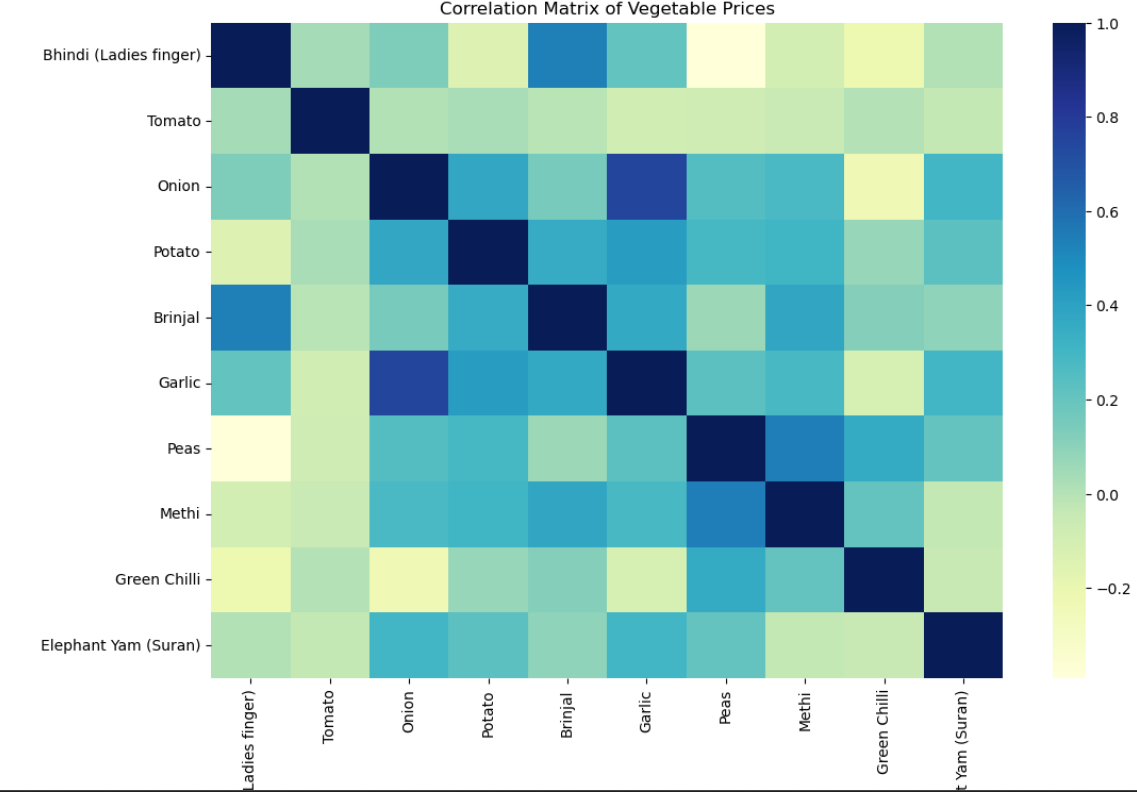 Correlation Matrix of Vegetable Prices
Bhindi (Ladies finger)
Tomato
Onion
Potato
Brinjal
Garlic
Peas
Methi
Green Chilli
Elephant Yam (Suran)
Ladies finger)
Tomato
Onion
Potato
Brinjal
Garlic
Peas
Methi
Green Chilli
t Yam (Suran)
1.0
0.8
0.6
0.4
0.2
0.0
−0.2